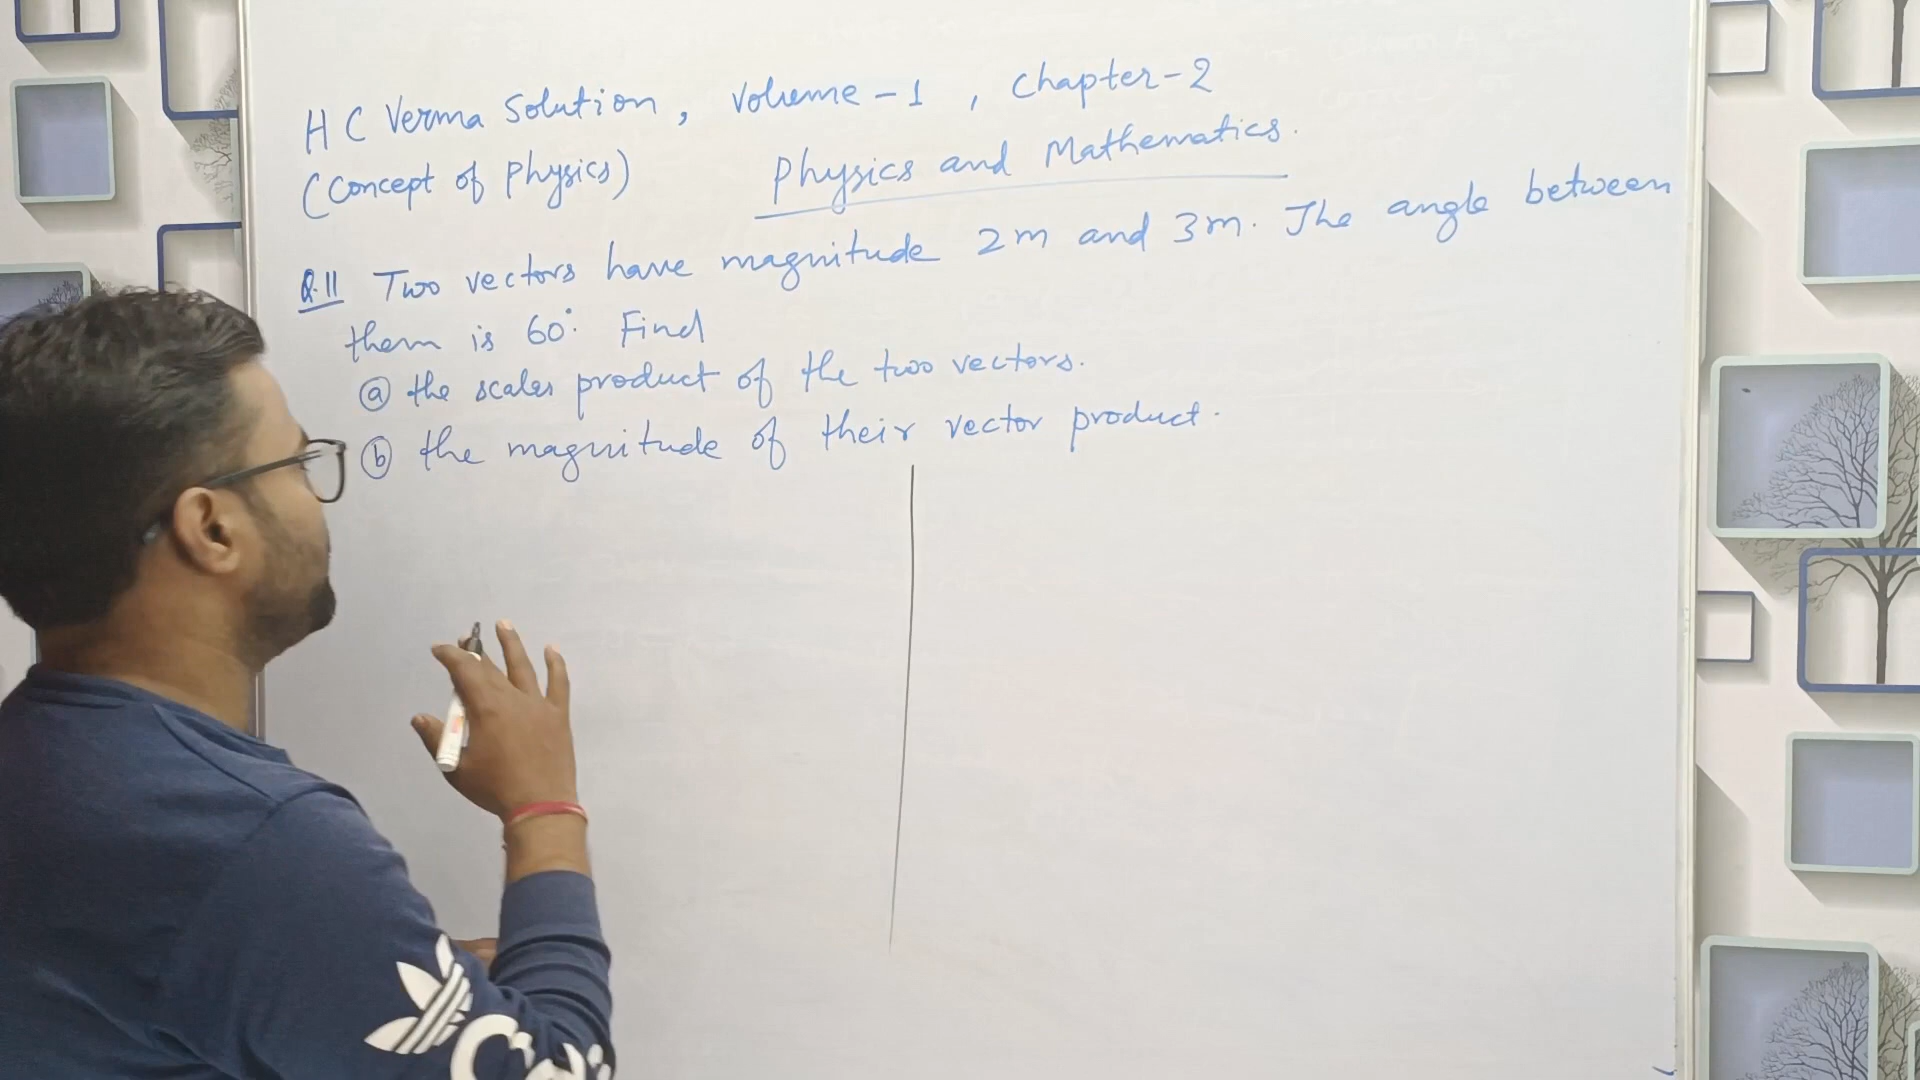 H C Verma Solution, Volume-1, Chapter-2
(Concept of Physics) Physics and Mathematics.
Q.11 Two vectors have magnitude 2m and 3m. The angle between
them is 60°. Find
ⓐ the scaler product of the two vectors.
ⓑ the magnitude of their vector product.